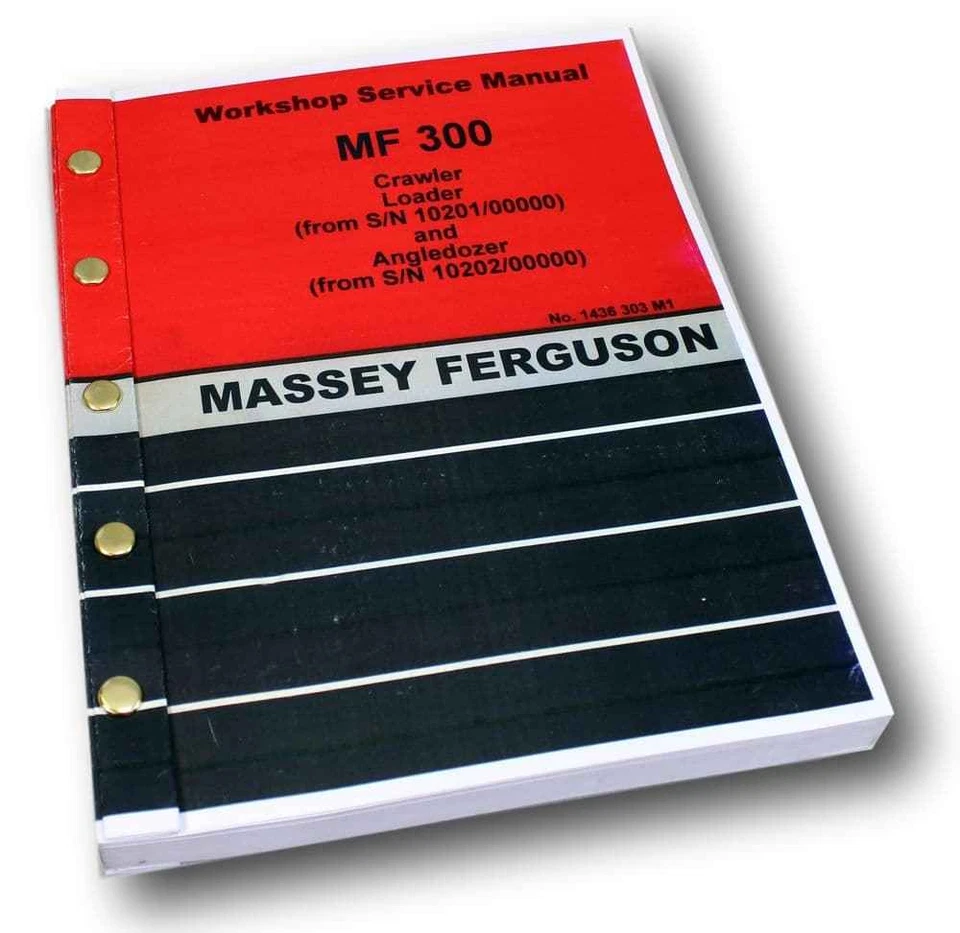 Workshop Service Manual
MF 300
Crawler
Loader
(from S/N 10201/00000)
and
Angledozer
(from S/N 10202/00000)
No. 1436 303 M1
MASSEY FERGUSON